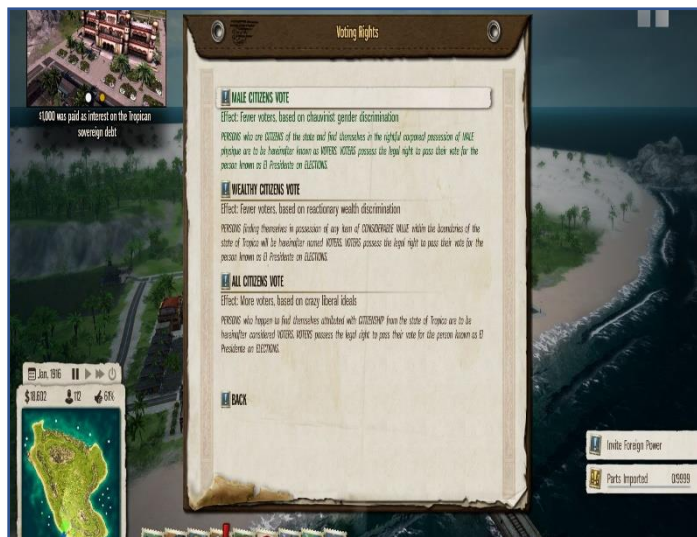 Voting Rights
$1,000 was paid as interest on the Tropican
sovereign debt
MALE CITIZENS VOTE
Effect: Fewer voters, based on chauvinist gender discrimination
PERSONS who are CITIZENS of the state and find themselves in the rightful corporeal possession of MALE
physique are to be hereinafter known as VOTERS. VOTERS possess the legal right to pass their vote for the
person known as El Presidente on ELECTIONS.
WEALTHY CITIZENS VOTE
Effect: Fewer voters, based on reactionary wealth discrimination
PERSONS finding themselves in possession of any item of CONSIDERABLE VALUE within the boundaries of the
state of Tropico will be hereinafter named VOTERS. VOTERS possess the legal right to pass their vote for the
person known as El Presidente on ELECTIONS.
ALL CITIZENS VOTE
Effect: More voters, based on crazy liberal ideals
PERSONS who happen to find themselves attributed with CITIZENSHIP from the state of Tropico are to be
hereinafter considered VOTERS. VOTERS possess the legal right to pass their vote for the person known as El
Presidente on ELECTIONS.
BACK
Jan, 1916
$18,602 112 61%
Invite Foreign Power
Parts Imported 0/9999